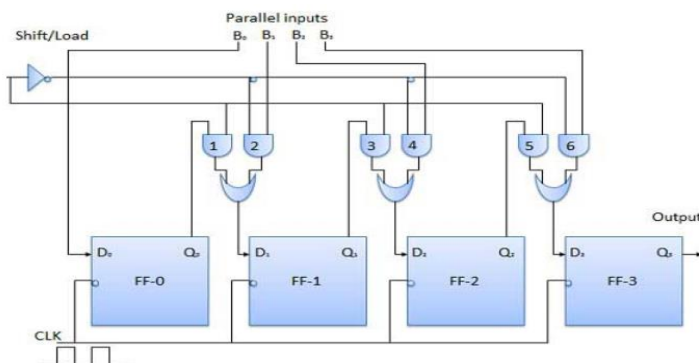 Parallel inputs
Shift/Load
B₀ B₁ B₂ B₃
1 2 3 4 5 6
Output
D₀ Q₀ D₁ Q₁ D₂ Q₂ D₃ Q₃
FF-0 FF-1 FF-2 FF-3
CLK